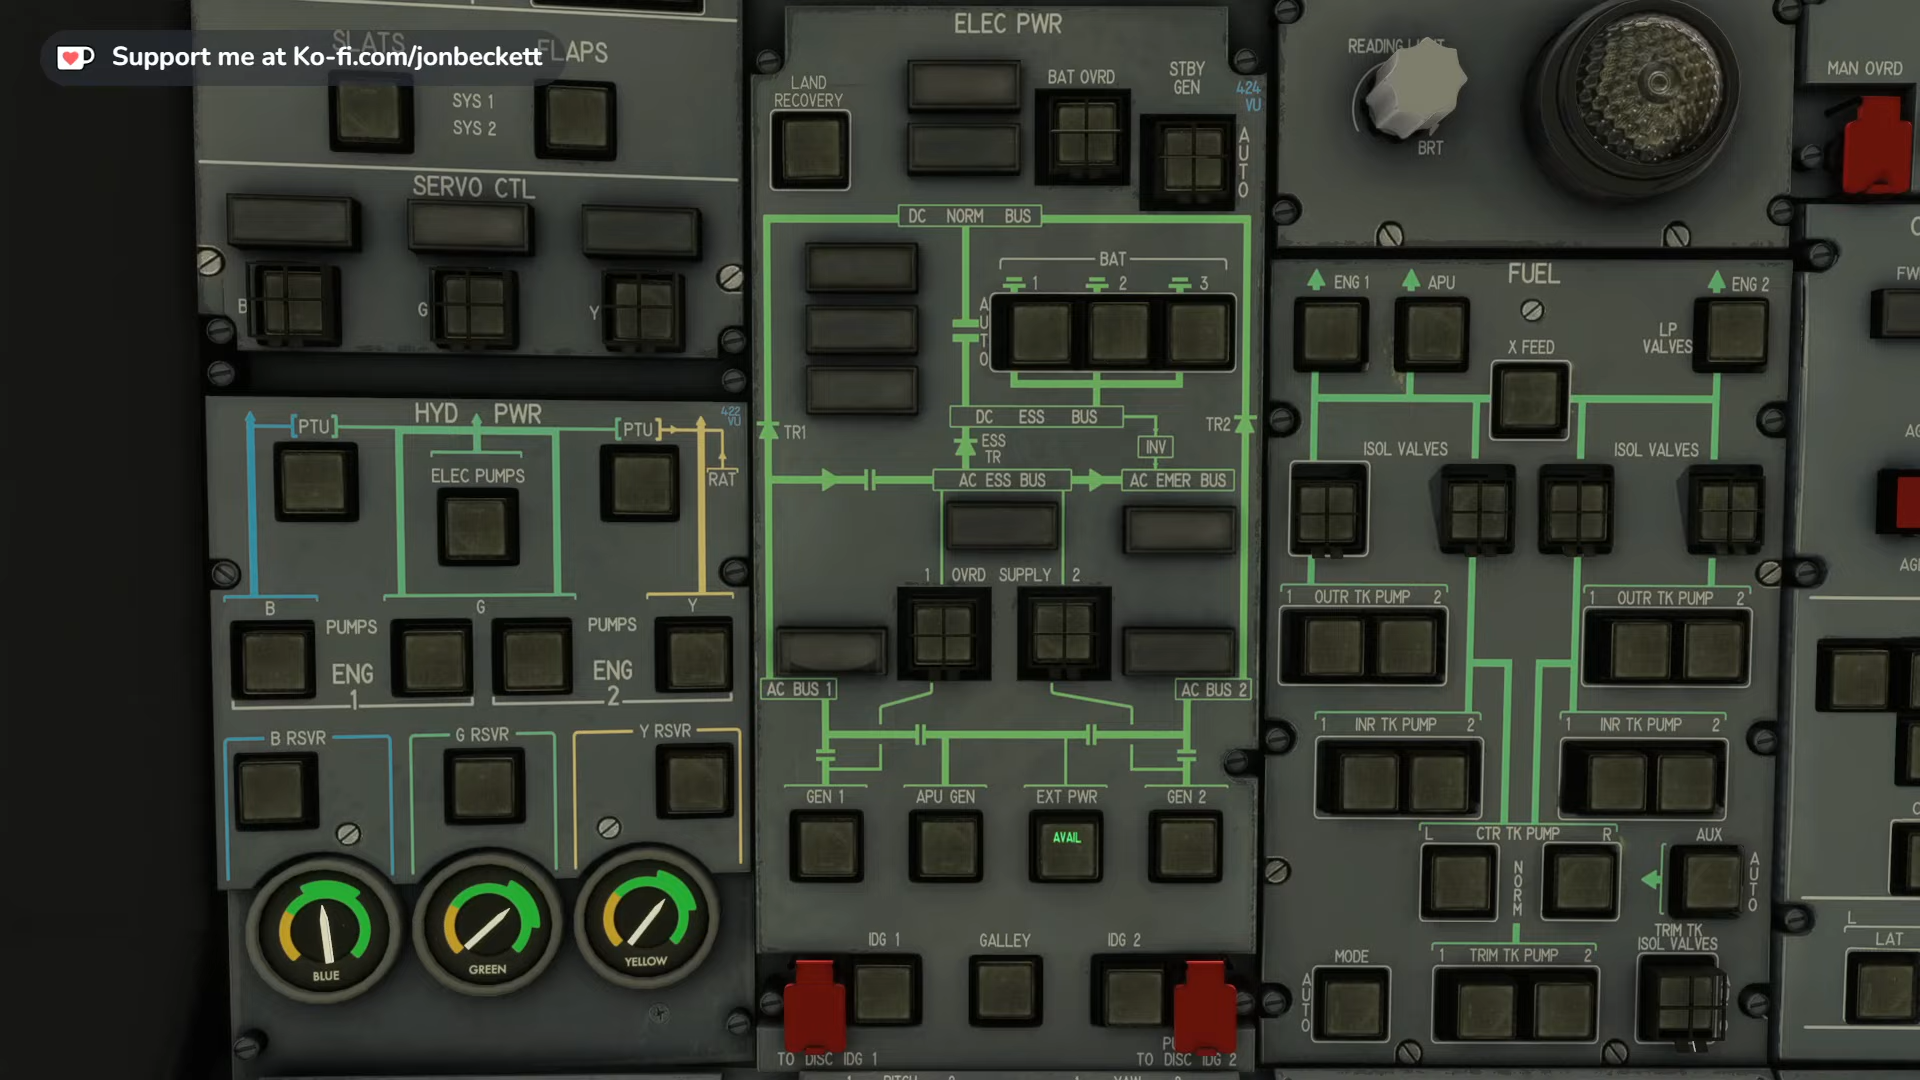 Support me at Ko-fi.com/jonbeckett
SLATS
FLAPS
SYS 1
SYS 2
SERVO CTL
B
G
Y
HYD PWR
422
VU
PTU
PTU
ELEC PUMPS
RAT
B
G
Y
PUMPS
ENG
1
PUMPS
ENG
2
B RSVR
G RSVR
Y RSVR
BLUE
GREEN
YELLOW
ELEC PWR
LAND
RECOVERY
BAT OVRD
STBY
GEN
424
VU
AUTO
DC NORM BUS
BAT
1
2
3
AUTO
DC ESS BUS
TR1
ESS
TR
INV
TR2
AC ESS BUS
AC EMER BUS
1 OVRD SUPPLY 2
AC BUS 1
AC BUS 2
GEN 1
APU GEN
EXT PWR
GEN 2
AVAIL
IDG 1
GALLEY
IDG 2
TO DISC IDG 1
TO DISC IDG 2
READING
BRT
MAN OVRD
FUEL
ENG 1
APU
ENG 2
LP
VALVES
X FEED
ISOL VALVES
ISOL VALVES
1 OUTR TK PUMP 2
1 OUTR TK PUMP 2
1 INR TK PUMP 2
1 INR TK PUMP 2
L CTR TK PUMP R
AUX
NORM
AUTO
TRIM TK
ISOL VALVES
MODE
AUTO
1 TRIM TK PUMP 2
L
LAT